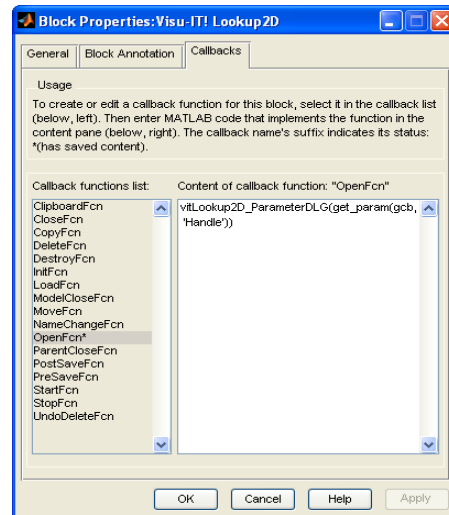 Block Properties:Visu-IT! Lookup2D
General
Block Annotation
Callbacks
Usage
To create or edit a callback function for this block, select it in the callback list
(below, left). Then enter MATLAB code that implements the function in the
content pane (below, right). The callback name's suffix indicates its status:
*(has saved content).
Callback functions list:
Content of callback function: "OpenFcn"
ClipboardFcn
CloseFcn
CopyFcn
DeleteFcn
DestroyFcn
InitFcn
LoadFcn
ModelCloseFcn
MoveFcn
NameChangeFcn
OpenFcn*
ParentCloseFcn
PostSaveFcn
PreSaveFcn
StartFcn
StopFcn
UndoDeleteFcn
vitLookup2D_ParameterDLG(get_param(gcb,
'Handle'))
OK
Cancel
Help
Apply